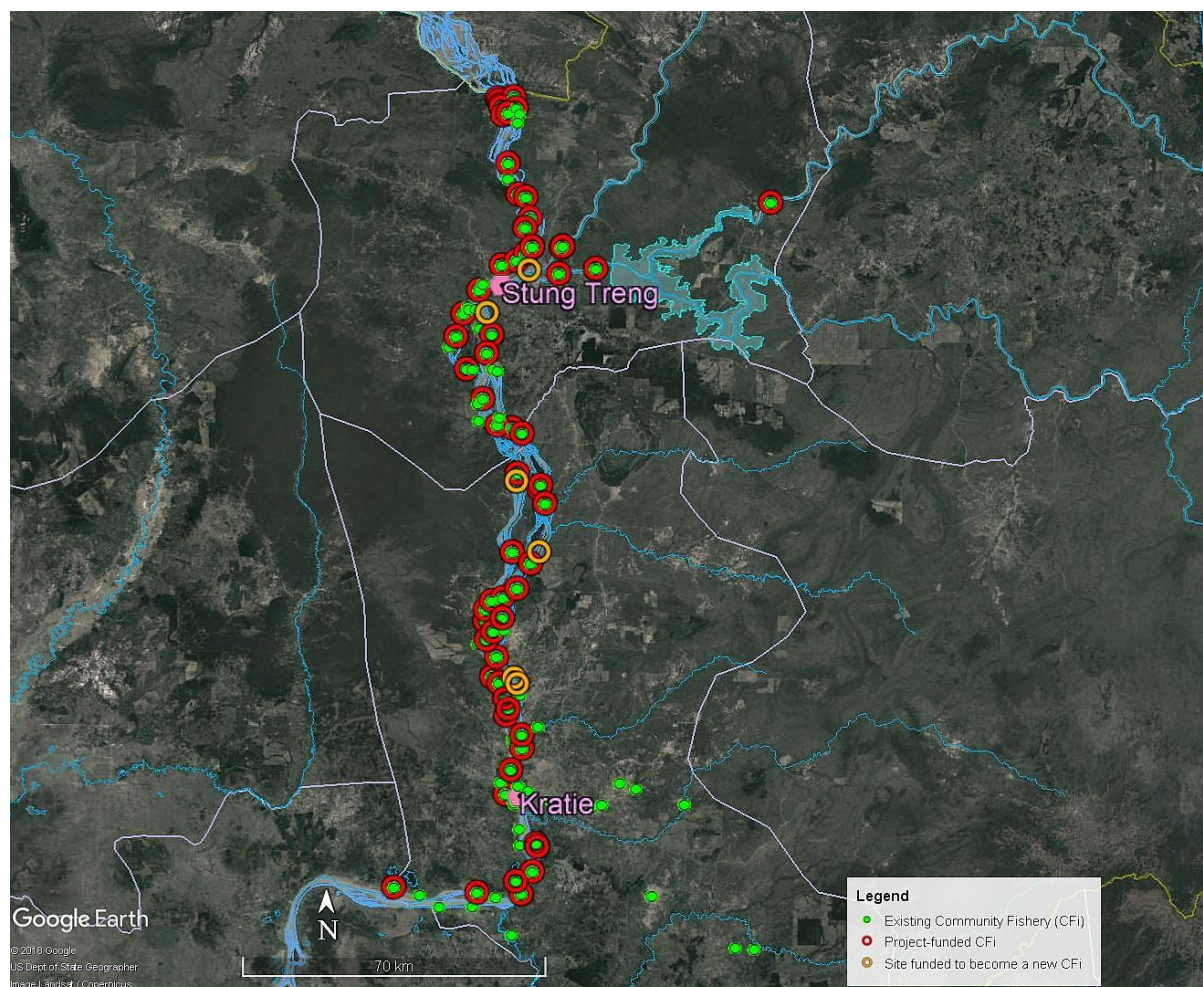 Stung Treng
Kratie
Legend
Existing Community Fishery (CFi)
Project-funded CFi
Site funded to become a new CFi
Google Earth
N
© 2018 Google
US Dept of State Geographer
70 km
Image Landsat / Copernicus